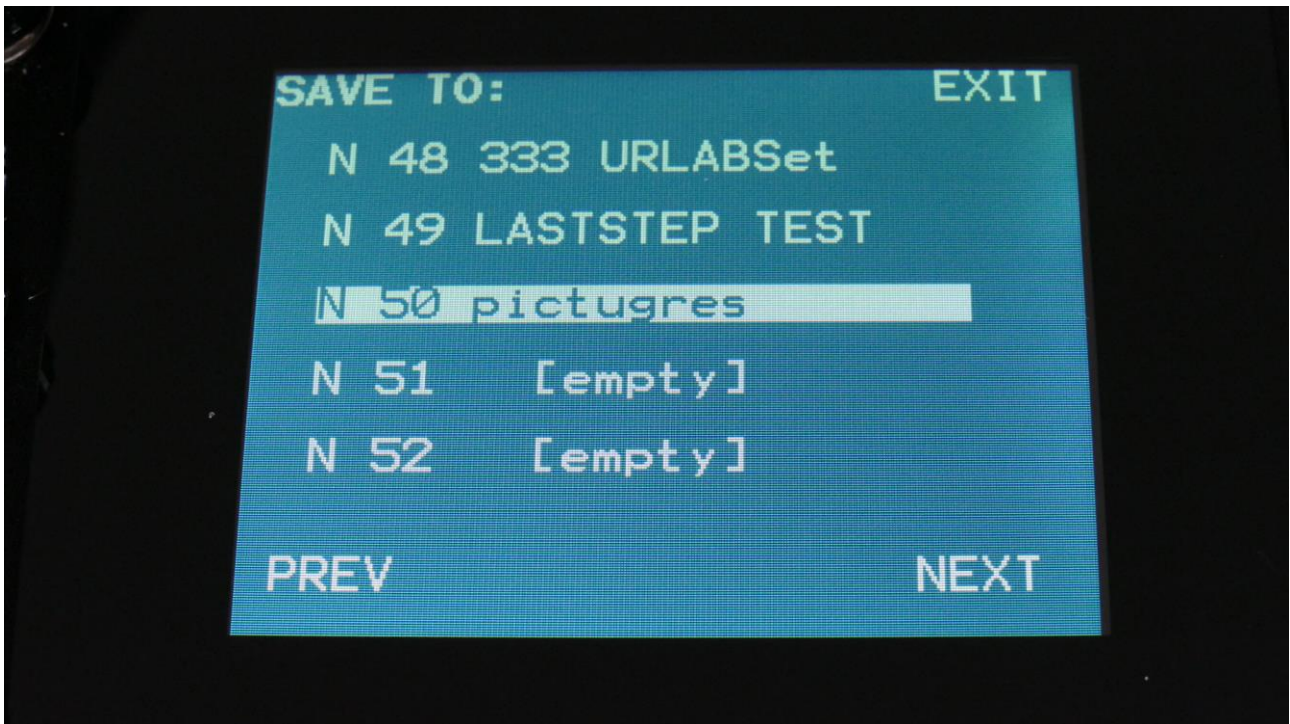 SAVE TO: EXIT
N 48 333 URLABSet
N 49 LASTSTEP TEST
N 50 pictugres
N 51 [empty]
N 52 [empty]
PREV NEXT